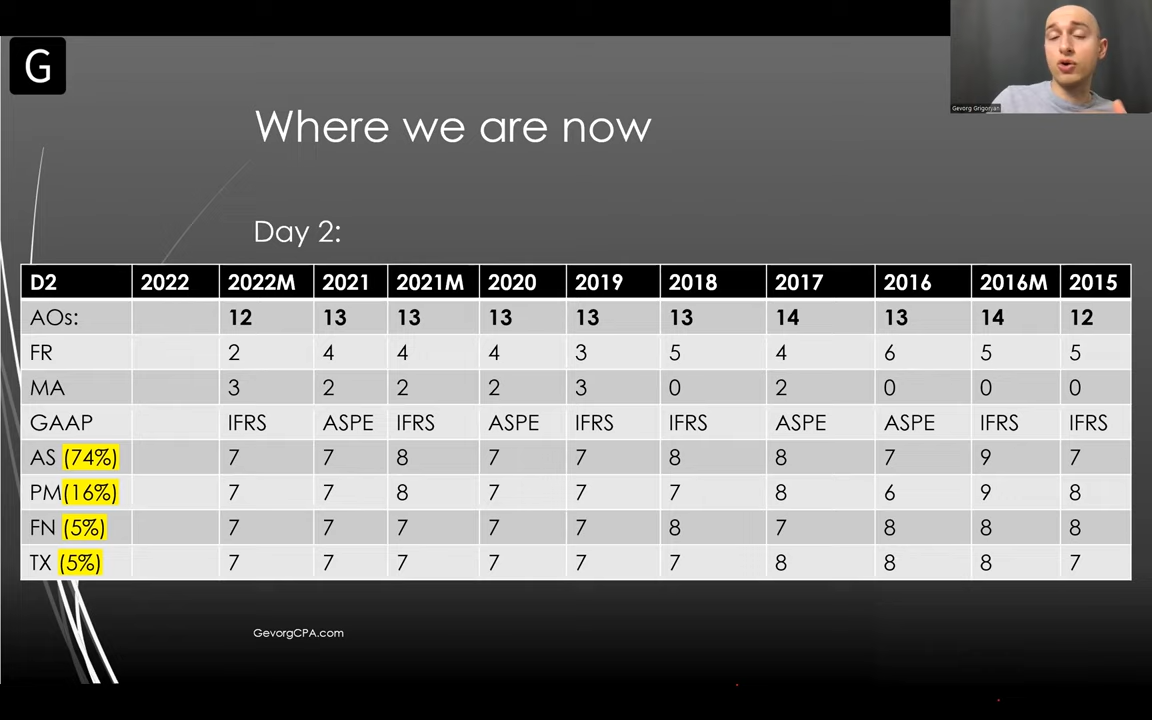 G
Gevorg Grigoryan
Where we are now
Day 2:
D2 2022 2022M 2021 2021M 2020 2019 2018 2017 2016 2016M 2015
AOs: 12 13 13 13 13 13 14 13 14 12
FR 2 4 4 4 3 5 4 6 5 5
MA 3 2 2 2 3 0 2 0 0 0
GAAP IFRS ASPE IFRS ASPE IFRS IFRS ASPE ASPE IFRS IFRS
AS (74%) 7 7 8 7 7 8 8 7 9 7
PM(16%) 7 7 8 7 7 7 8 6 9 8
FN (5%) 7 7 7 7 7 8 7 8 8 8
TX (5%) 7 7 7 7 7 7 8 8 8 7
GevorgCPA.com